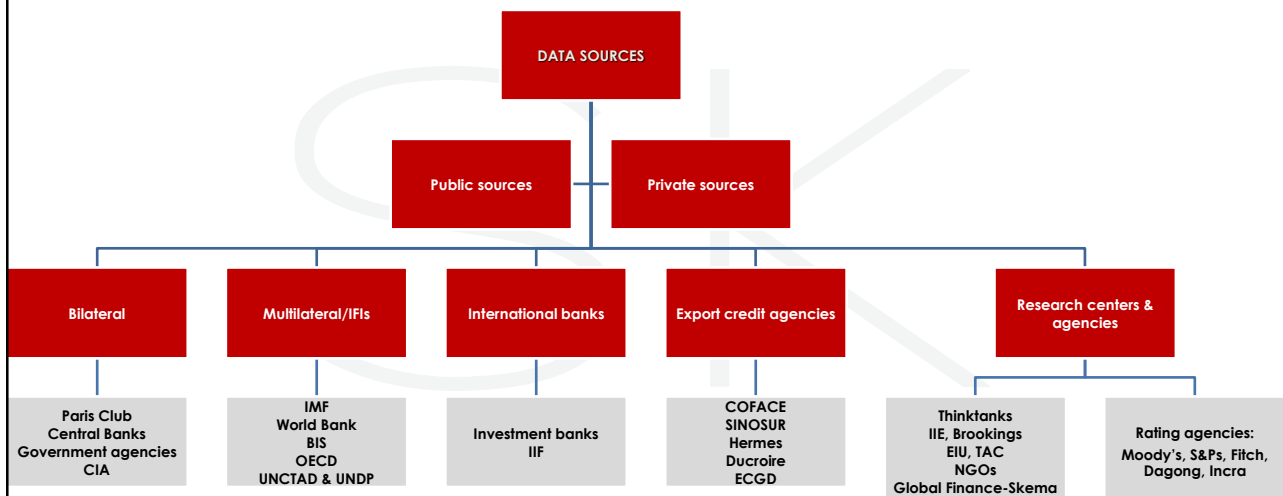 DATA SOURCES
Public sources
Private sources
Bilateral
Multilateral/IFIs
International banks
Export credit agencies
Research centers &
agencies
Paris Club
Central Banks
Government agencies
CIA
IMF
World Bank
BIS
OECD
UNCTAD & UNDP
Investment banks
IIF
COFACE
SINOSUR
Hermes
Ducroire
ECGD
Thinktanks
IIE, Brookings
EIU, TAC
NGOs
Global Finance-Skema
Rating agencies:
Moody's, S&Ps, Fitch,
Dagong, Incra
SK